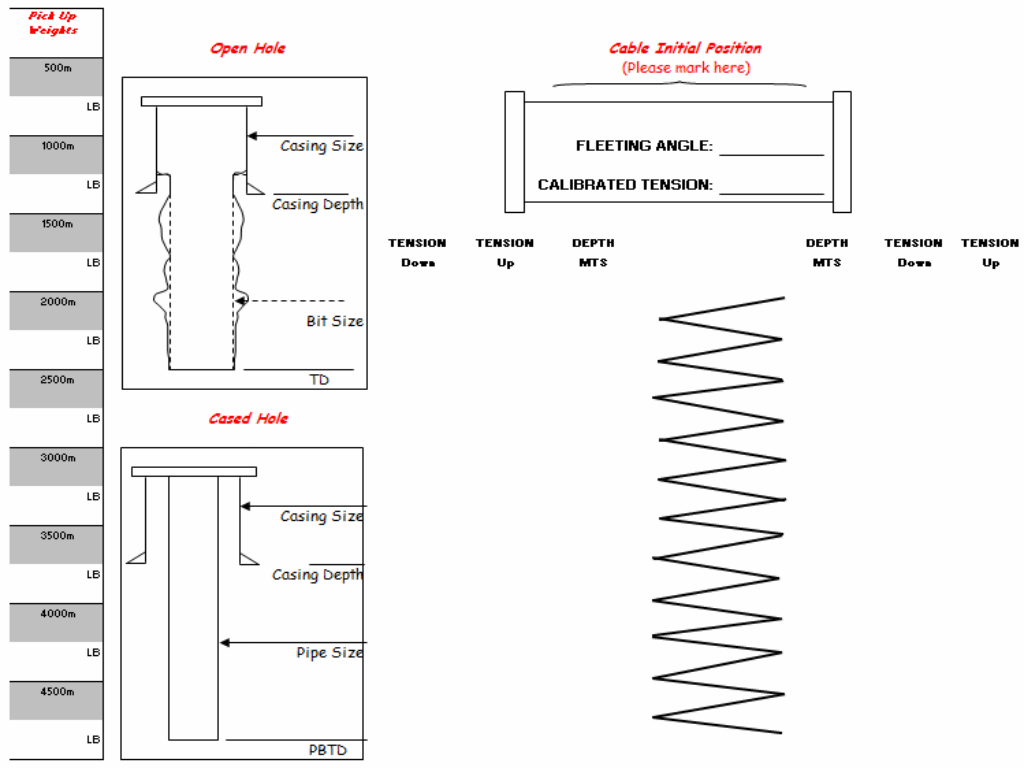 Pick Up
Weights
500m
LB
1000m
LB
1500m
LB
2000m
LB
2500m
LB
3000m
LB
3500m
LB
4000m
LB
4500m
LB
Open Hole
Casing Size
Casing Depth
Bit Size
TD
Cased Hole
Casing Size
Casing Depth
Pipe Size
PBTD
Cable Initial Position
(Please mark here)
FLEETING ANGLE:
CALIBRATED TENSION:
TENSION TENSION DEPTH DEPTH TENSION TENSION
Down Up MTS MTS Down Up